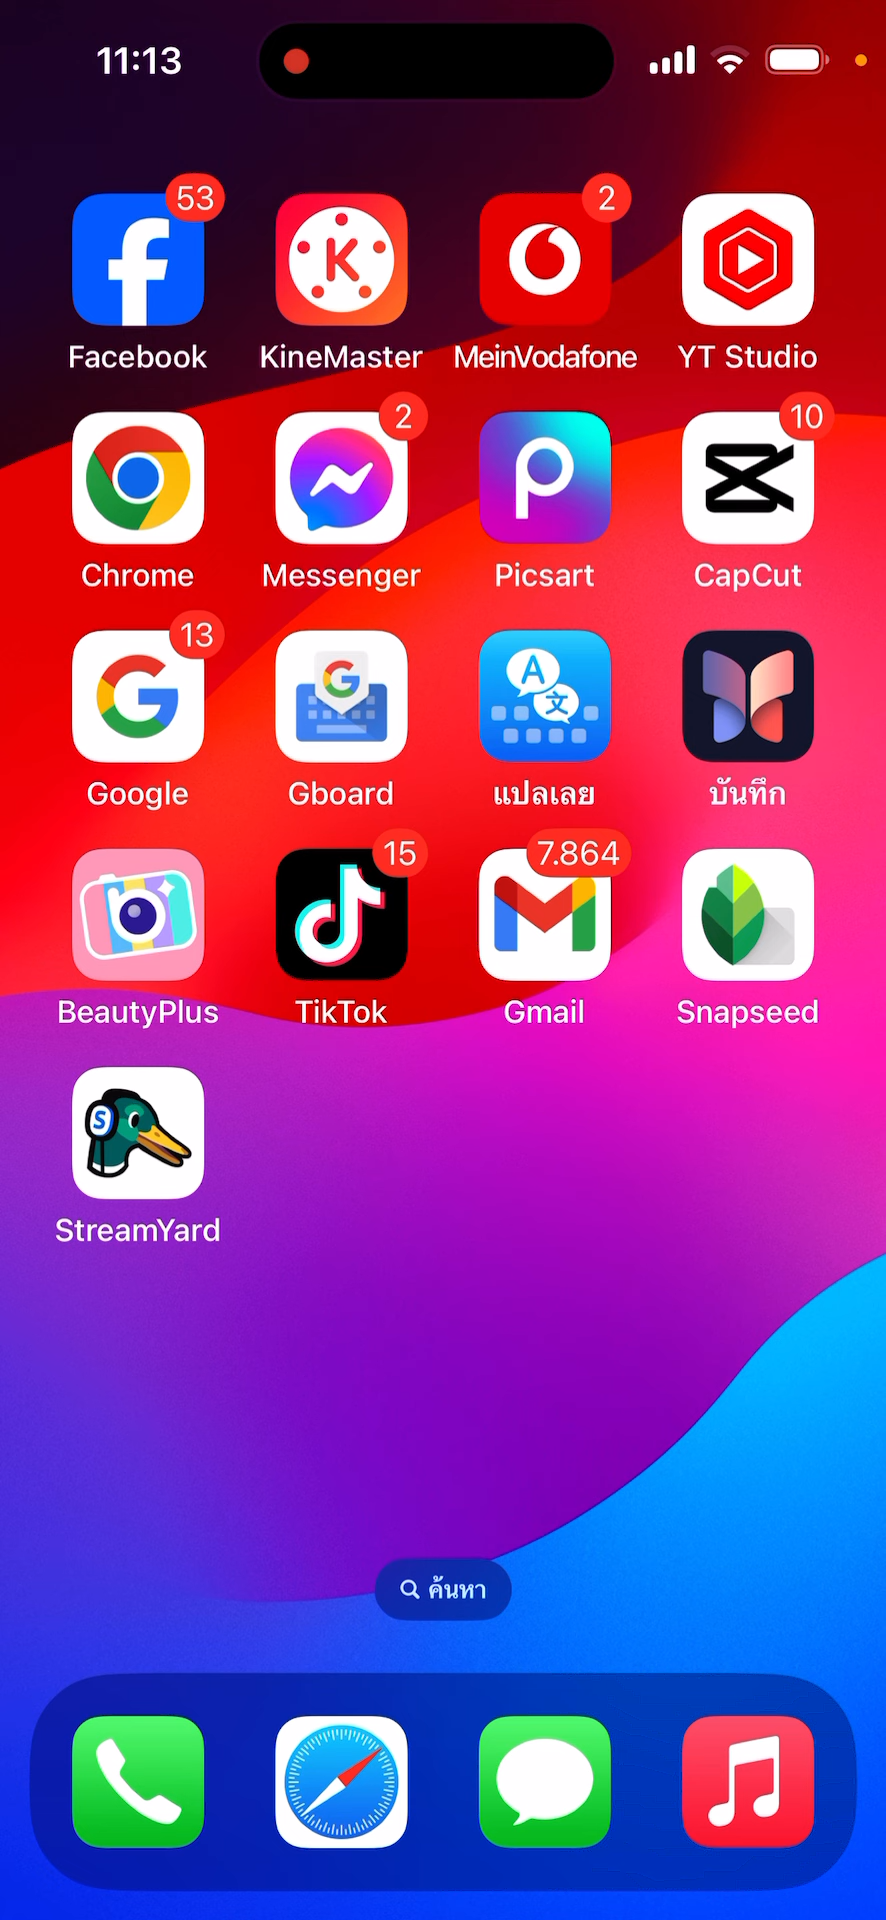 11:13
53
2
Facebook
KineMaster
MeinVodafone
YT Studio
2
10
Chrome
Messenger
Picsart
CapCut
13
Google
Gboard
แปลเลย
บันทึก
15
7.864
BeautyPlus
TikTok
Gmail
Snapseed
StreamYard
ค้นหา